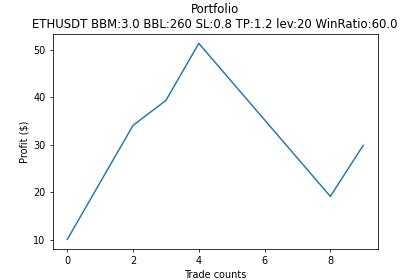 Portfolio
ETHUSDT BBM:3.0 BBL:260 SL:0.8 TP:1.2 lev:20 WinRatio:60.0
50
40
30
20
10
Profit ($)
0 2 4 6 8
Trade counts